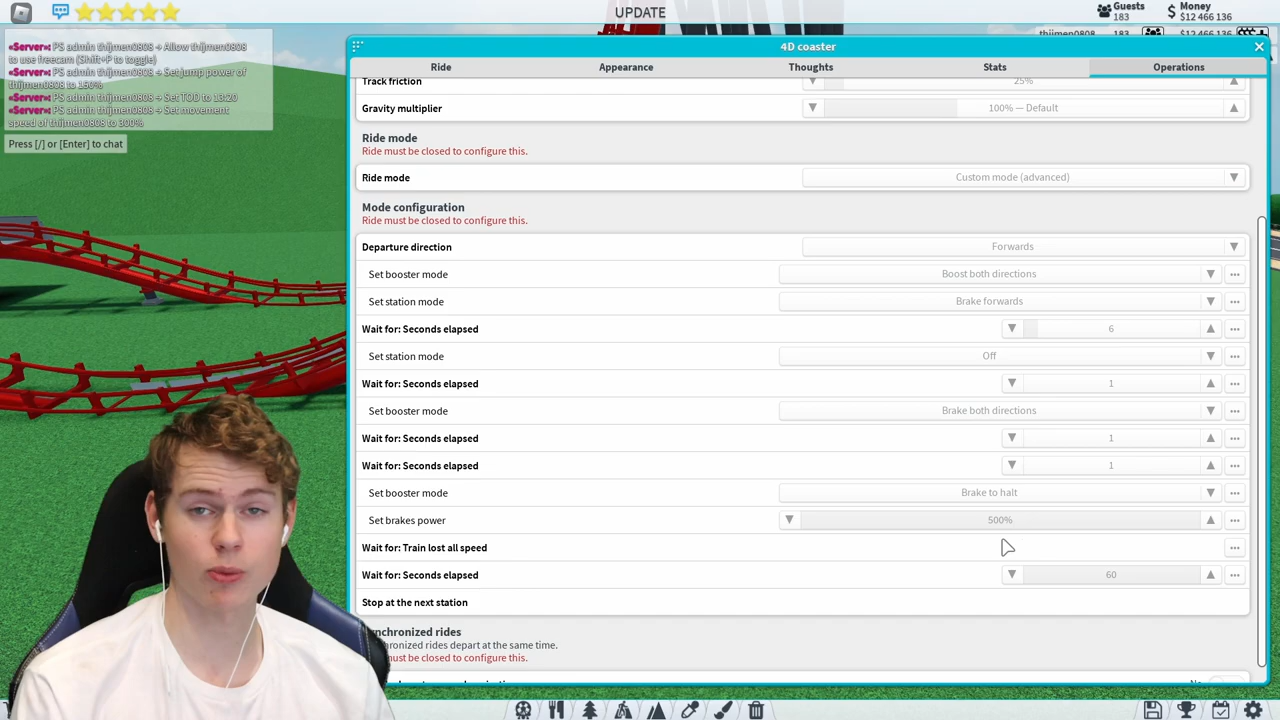 UPDATE
Guests
183
Money
$12 466 136
thijmen0808
183
$12 466 136
«Server»: PS admin thijmen0808 → Allow thijmen0808
to use freecam (Shift+P to toggle)
«Server»: PS admin thijmen0808 → Set jump power of
thijmen0808 to 150%
«Server»: PS admin thijmen0808 → Set TOD to 13:20
«Server»: PS admin thijmen0808 → Set movement
speed of thijmen0808 to 300%
Press [/] or [Enter] to chat
4D coaster
Ride
Appearance
Thoughts
Stats
Operations
Track friction
25%
Gravity multiplier
100% — Default
Ride mode
Ride must be closed to configure this.
Ride mode
Custom mode (advanced)
Mode configuration
Ride must be closed to configure this.
Departure direction
Forwards
Set booster mode
Boost both directions
Set station mode
Brake forwards
Wait for: Seconds elapsed
6
Set station mode
Off
Wait for: Seconds elapsed
1
Set booster mode
Brake both directions
Wait for: Seconds elapsed
1
Wait for: Seconds elapsed
1
Set booster mode
Brake to halt
Set brakes power
500%
Wait for: Train lost all speed
Wait for: Seconds elapsed
60
Stop at the next station
ynchronized rides
chronized rides depart at the same time.
must be closed to configure this.
No